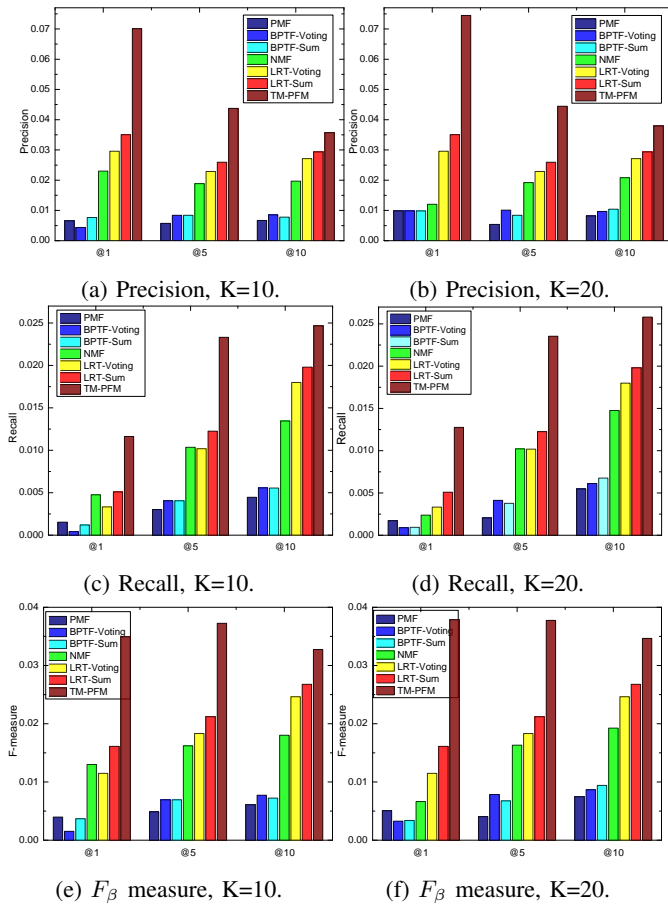 PMF
BPTF-Voting
BPTF-Sum
NMF
LRT-Voting
LRT-Sum
TM-PFM
Precision
0.07
0.06
0.05
0.04
0.03
0.02
0.01
0.00
@1 @5 @10
(a) Precision, K=10.
PMF
BPTF-Voting
BPTF-Sum
NMF
LRT-Voting
LRT-Sum
TM-PFM
Precision
0.07
0.06
0.05
0.04
0.03
0.02
0.01
0.00
@1 @5 @10
(b) Precision, K=20.
PMF
BPTF-Voting
BPTF-Sum
NMF
LRT-Voting
LRT-Sum
TM-PFM
Recall
0.025
0.020
0.015
0.010
0.005
0.000
@1 @5 @10
(c) Recall, K=10.
PMF
BPTF-Voting
BPTF-Sum
NMF
LRT-Voting
LRT-Sum
TM-PFM
Recall
0.025
0.020
0.015
0.010
0.005
0.000
@1 @5 @10
(d) Recall, K=20.
PMF
BPTF-Voting
BPTF-Sum
NMF
LRT-Voting
LRT-Sum
TM-PFM
F-measure
0.04
0.03
0.02
0.01
0.00
@1 @5 @10
(e) Fβ measure, K=10.
PMF
BPTF-Voting
BPTF-Sum
NMF
LRT-Voting
LRT-Sum
TM-PFM
F-measure
0.04
0.03
0.02
0.01
0.00
@1 @5 @10
(f) Fβ measure, K=20.